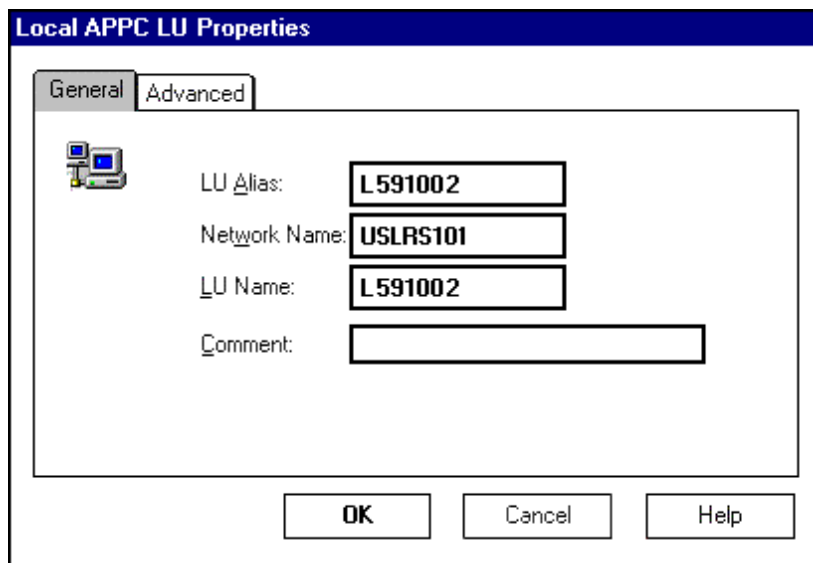 Local APPC LU Properties
General Advanced
LU Alias: L591002
Network Name: USLRS101
LU Name: L591002
Comment:
OK Cancel Help